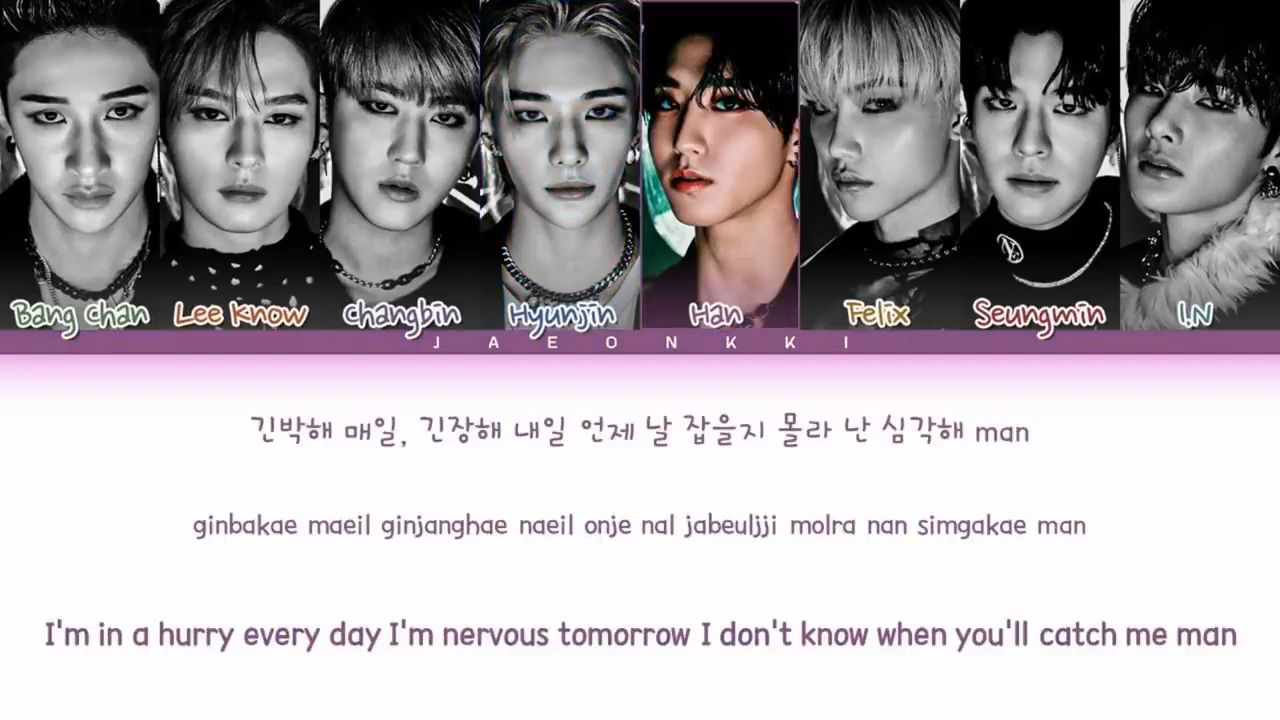 Bang Chan Lee Know Changbin Hyunjin Han Felix Seungmin I.N
JAEONKKI
긴박해 매일, 긴장해 내일 언제 날 잡을지 몰라 난 심각해 man
ginbakae maeil ginjanghae naeil onje nal jabeuljji molra nan simgakae man
I'm in a hurry every day I'm nervous tomorrow I don't know when you'll catch me man